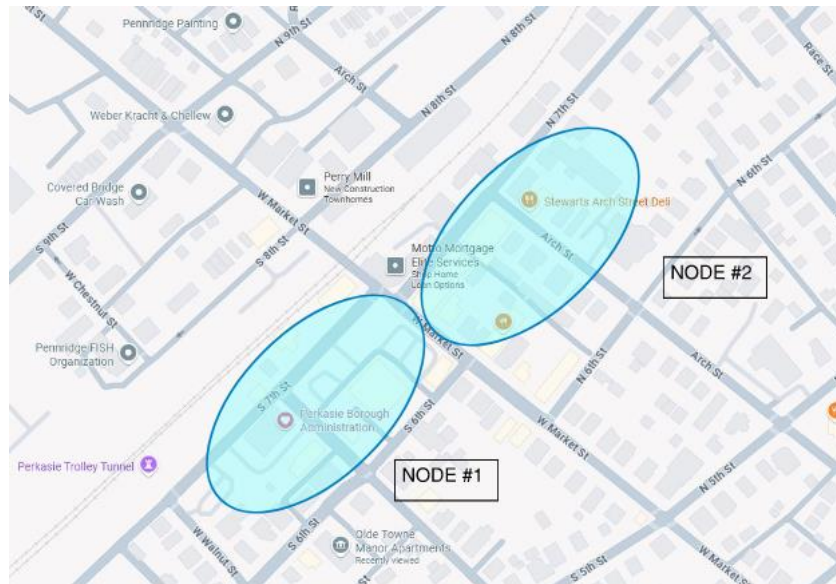 Pennridge Painting
N 9th St
N 8th St
Arch St
Race St
Weber Kracht & Chellew
N 8th St
N 7th St
Perry Mill
New Construction
Townhomes
N 6th St
Covered Bridge
Car Wash
W Market St
Stewarts Arch Street Deli
S 9th St
S 8th St
Motto Mortgage
Elite Services
Shop Home
Loan Options
Arch St
NODE #2
W Chestnut St
Pennridge FISH
Organization
W Market St
N 6th St
Arch St
S 7th St
Perkasie Borough
Administration
S 6th St
W Market St
Perkasie Trolley Tunnel
NODE #1
N 5th St
W Walnut St
S 6th St
Olde Towne
Manor Apartments
Recently viewed
S 5th St
W Market St